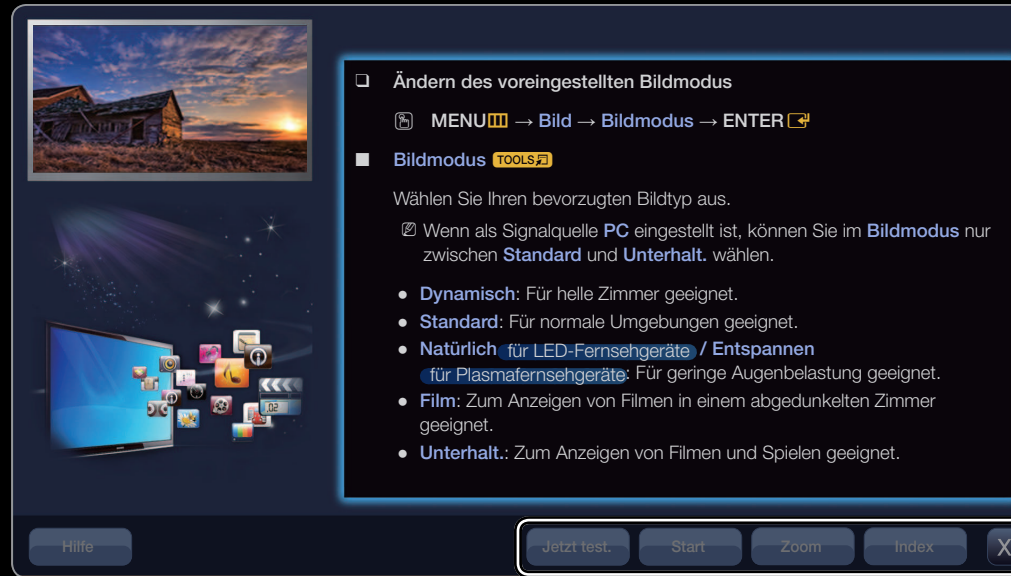 Ändern des voreingestellten Bildmodus
MENU → Bild → Bildmodus → ENTER
Bildmodus TOOLS
Wählen Sie Ihren bevorzugten Bildtyp aus.
Wenn als Signalquelle PC eingestellt ist, können Sie im Bildmodus nur
zwischen Standard und Unterhalt. wählen.
● Dynamisch: Für helle Zimmer geeignet.
● Standard: Für normale Umgebungen geeignet.
● Natürlich für LED-Fernsehgeräte / Entspannen
für Plasmafernsehgeräte: Für geringe Augenbelastung geeignet.
● Film: Zum Anzeigen von Filmen in einem abgedunkelten Zimmer
geeignet.
● Unterhalt.: Zum Anzeigen von Filmen und Spielen geeignet.
Hilfe
Jetzt test. Start Zoom Index X